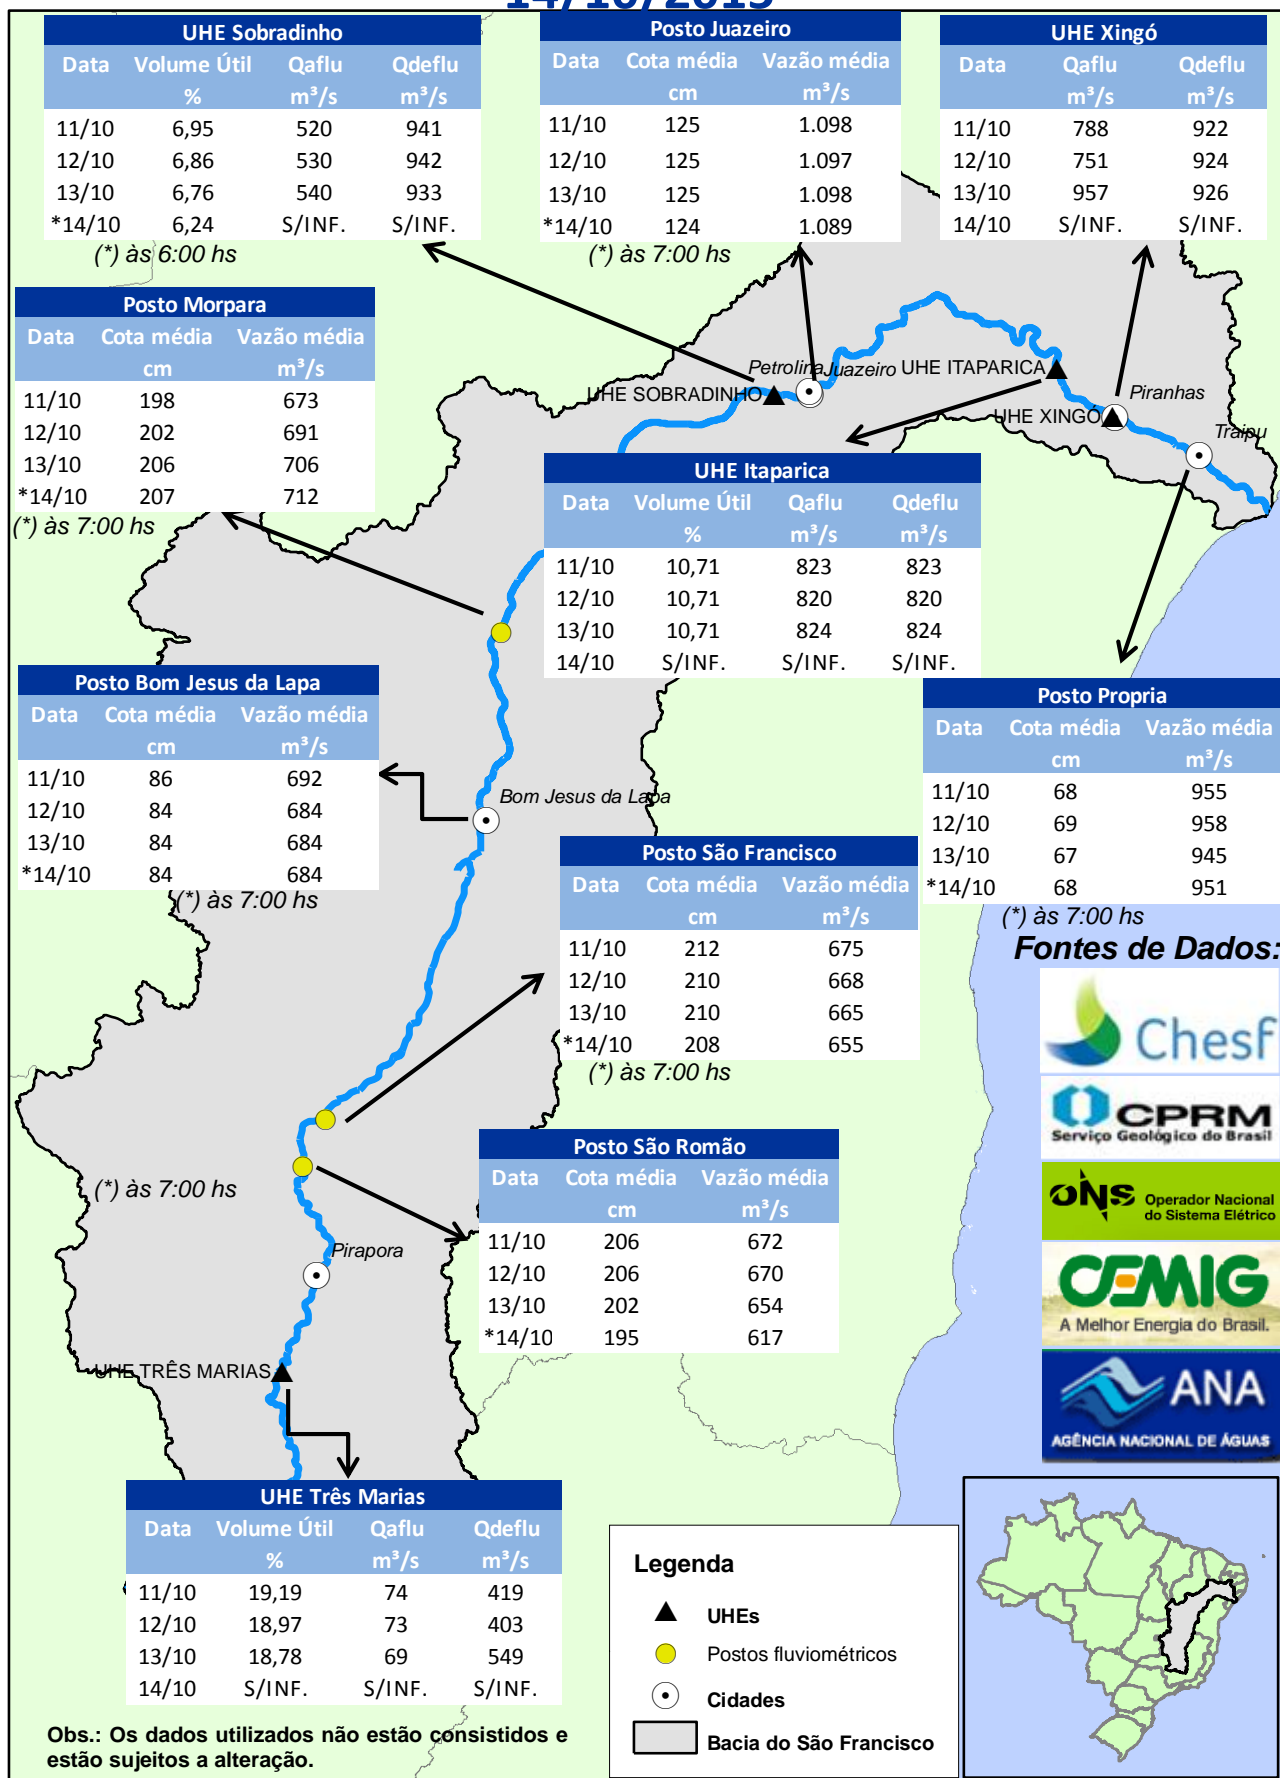 14/10/2015
UHE Sobradinho
Data Volume Útil Qaflu Qdeflu
% m³/s m³/s
11/10 6,95 520 941
12/10 6,86 530 942
13/10 6,76 540 933
*14/10 6,24 S/INF. S/INF.
(*) às 6:00 hs
Posto Juazeiro
Data Cota média Vazão média
cm m³/s
11/10 125 1.098
12/10 125 1.097
13/10 125 1.098
*14/10 124 1.089
(*) às 7:00 hs
UHE Xingó
Data Qaflu Qdeflu
m³/s m³/s
11/10 788 922
12/10 751 924
13/10 957 926
14/10 S/INF. S/INF.
Posto Morpara
Data Cota média Vazão média
cm m³/s
11/10 198 673
12/10 202 691
13/10 206 706
*14/10 207 712
(*) às 7:00 hs
Petrolina Juazeiro UHE ITAPARICA
UHE SOBRADINHO
Piranhas
UHE XINGÓ
Traipu
UHE Itaparica
Data Volume Útil Qaflu Qdeflu
% m³/s m³/s
11/10 10,71 823 823
12/10 10,71 820 820
13/10 10,71 824 824
14/10 S/INF. S/INF. S/INF.
Posto Bom Jesus da Lapa
Data Cota média Vazão média
cm m³/s
11/10 86 692
12/10 84 684
13/10 84 684
*14/10 84 684
(*) às 7:00 hs
Bom Jesus da Lapa
Posto Propria
Data Cota média Vazão média
cm m³/s
11/10 68 955
12/10 69 958
13/10 67 945
*14/10 68 951
(*) às 7:00 hs
Posto São Francisco
Data Cota média Vazão média
cm m³/s
11/10 212 675
12/10 210 668
13/10 210 665
*14/10 208 655
(*) às 7:00 hs
Fontes de Dados:
Chesf
CPRM
Serviço Geológico do Brasil
ONS Operador Nacional
do Sistema Elétrico
CEMIG
A Melhor Energia do Brasil.
ANA
AGÊNCIA NACIONAL DE ÁGUAS
(*) às 7:00 hs
Posto São Romão
Data Cota média Vazão média
cm m³/s
11/10 206 672
12/10 206 670
13/10 202 654
*14/10 195 617
Pirapora
UHE TRÊS MARIAS
UHE Três Marias
Data Volume Útil Qaflu Qdeflu
% m³/s m³/s
11/10 19,19 74 419
12/10 18,97 73 403
13/10 18,78 69 549
14/10 S/INF. S/INF. S/INF.
Obs.: Os dados utilizados não estão consistidos e
estão sujeitos a alteração.
Legenda
UHEs
Postos fluviométricos
Cidades
Bacia do São Francisco